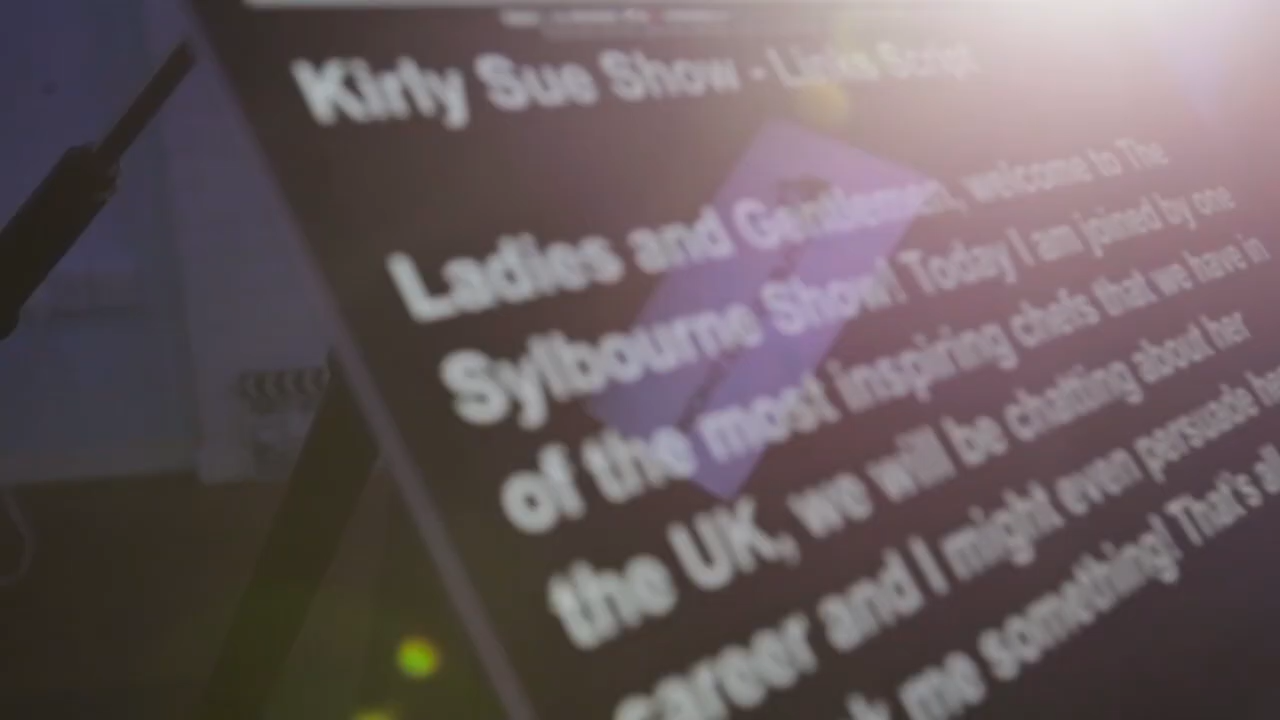 Kirly Sue Show - Links Script
Ladies and Gentlemen, welcome to The
Sylbourne Show! Today I am joined by one
of the most inspiring chefs that we have in
the UK, we will be chatting about her
career and I might even persuade
me something! That's